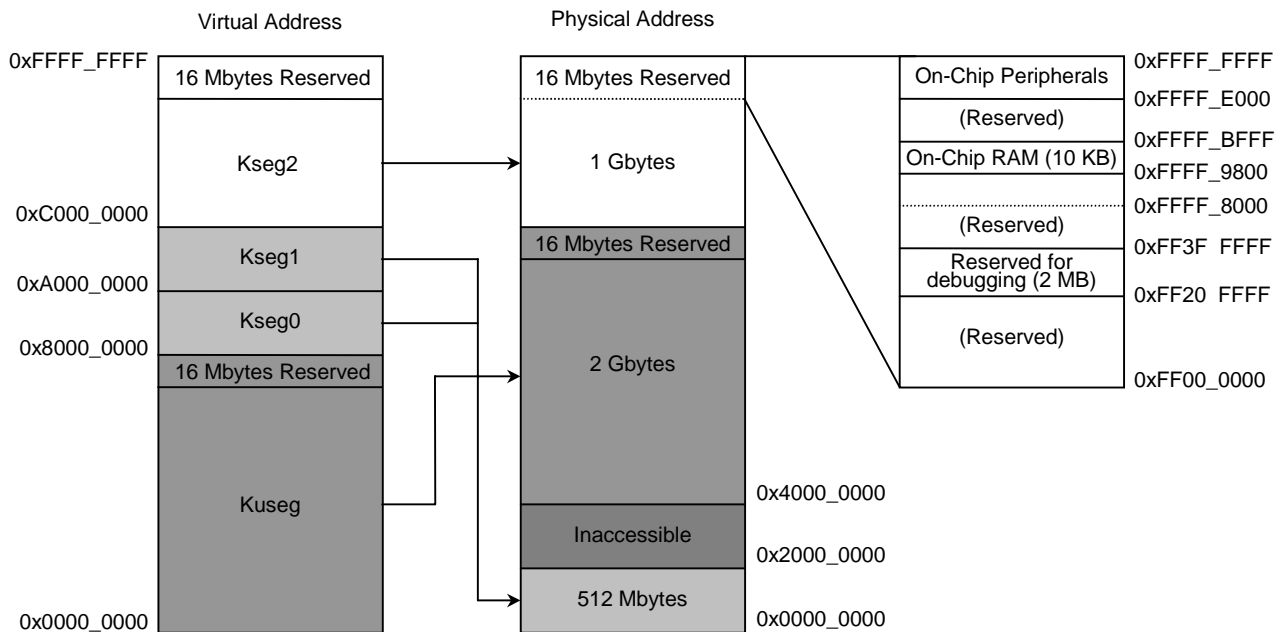 Virtual Address
Physical Address
0xFFFF_FFFF
16 Mbytes Reserved
Kseg2
0xC000_0000
Kseg1
0xA000_0000
Kseg0
0x8000_0000
16 Mbytes Reserved
Kuseg
0x0000_0000
16 Mbytes Reserved
1 Gbytes
16 Mbytes Reserved
2 Gbytes
0x4000_0000
Inaccessible
0x2000_0000
512 Mbytes
0x0000_0000
On-Chip Peripherals
0xFFFF_FFFF
0xFFFF_E000
(Reserved)
0xFFFF_BFFF
On-Chip RAM (10 KB)
0xFFFF_9800
0xFFFF_8000
(Reserved)
0xFF3F FFFF
Reserved for
debugging (2 MB)
0xFF20 FFFF
(Reserved)
0xFF00_0000